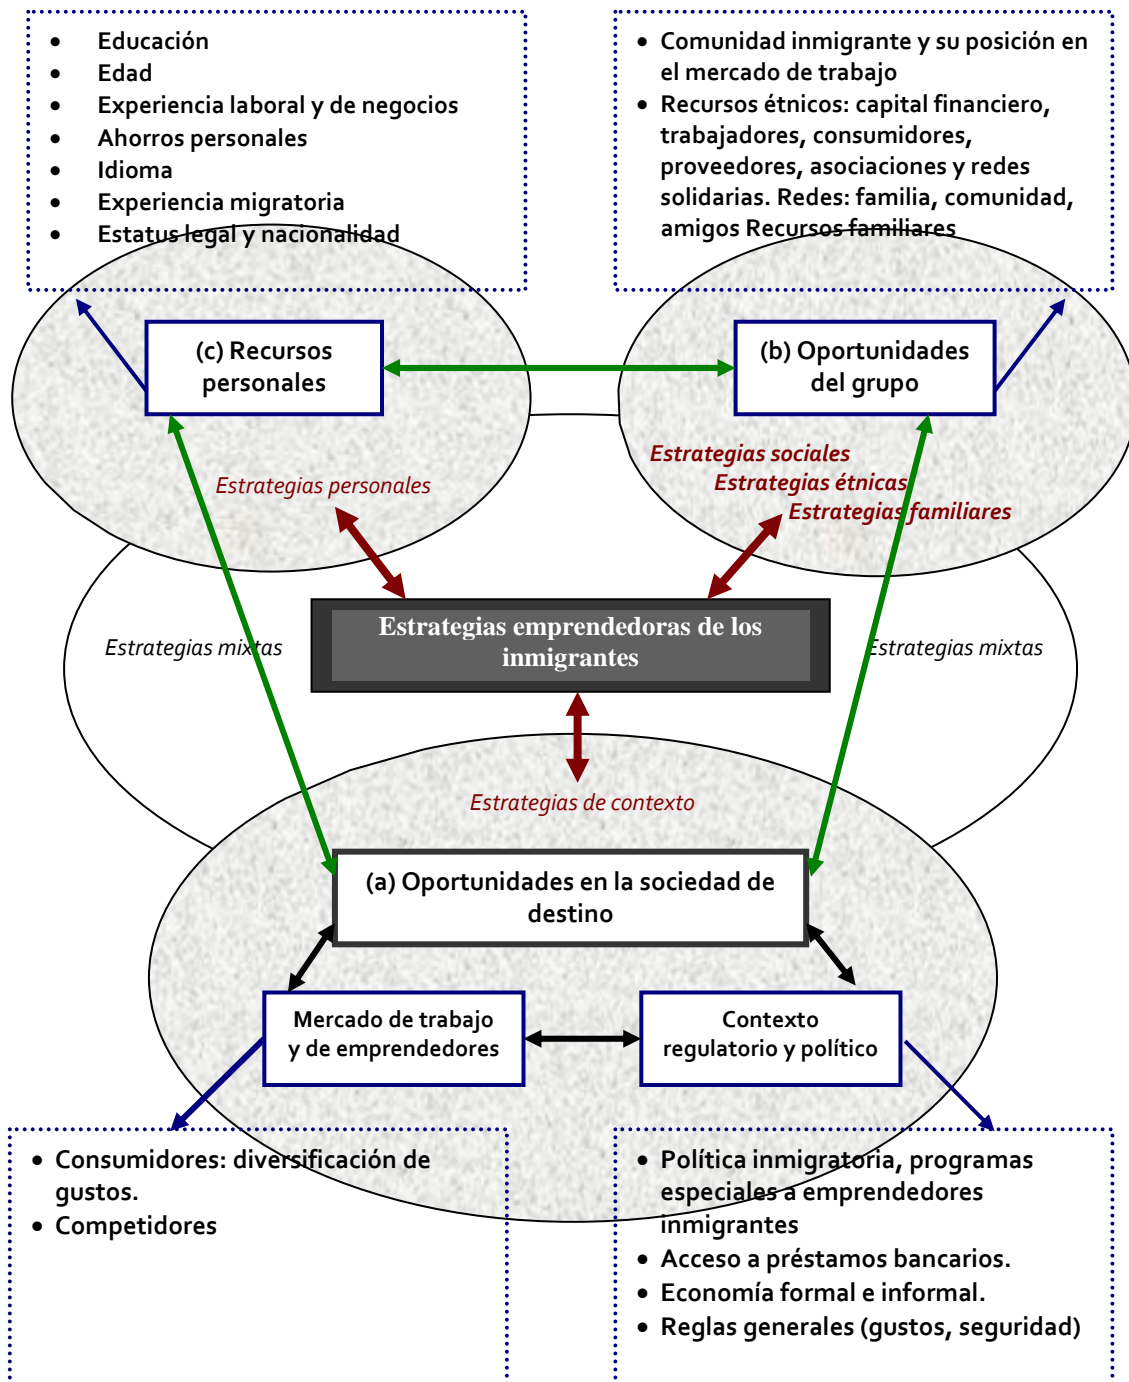 • Educación
• Edad
• Experiencia laboral y de negocios
• Ahorros personales
• Idioma
• Experiencia migratoria
• Estatus legal y nacionalidad
• Comunidad inmigrante y su posición en
el mercado de trabajo
• Recursos étnicos: capital financiero,
trabajadores, consumidores,
proveedores, asociaciones y redes
solidarias. Redes: familia, comunidad,
amigos Recursos familiares
(c) Recursos
personales
(b) Oportunidades
del grupo
Estrategias personales
Estrategias sociales
Estrategias étnicas
Estrategias familiares
Estrategias emprendedoras de los
inmigrantes
Estrategias mixtas
Estrategias mixtas
Estrategias de contexto
(a) Oportunidades en la sociedad de
destino
Mercado de trabajo
y de emprendedores
Contexto
regulatorio y político
• Consumidores: diversificación de
gustos.
• Competidores
• Política inmigratoria, programas
especiales a emprendedores
inmigrantes
• Acceso a préstamos bancarios.
• Economía formal e informal.
• Reglas generales (gustos, seguridad)